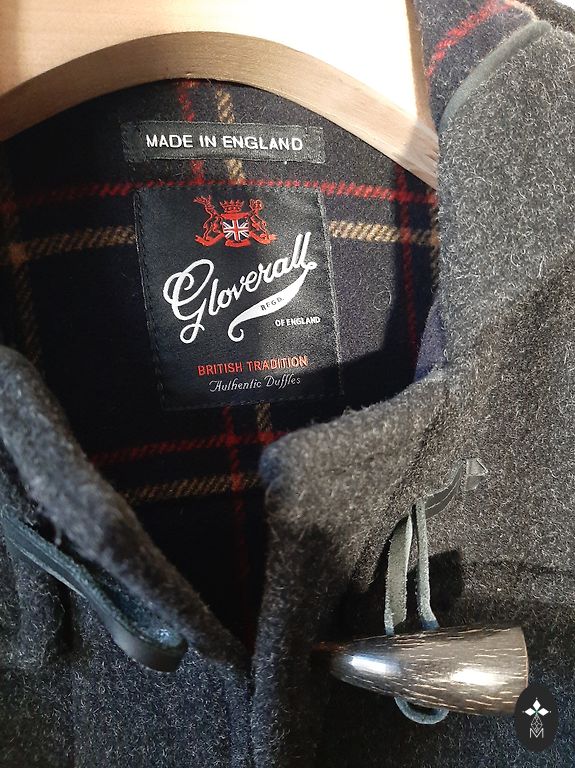 MADE IN ENGLAND
Gloverall
REGD.
OF ENGLAND
BRITISH TRADITION
Authentic Duffles
M